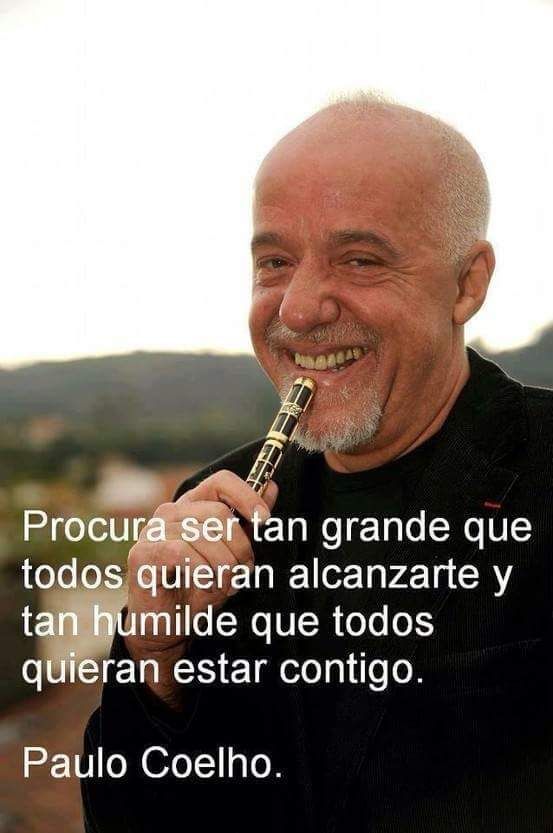 Procura ser tan grande que
todos quieran alcanzarte y
tan humilde que todos
quieran estar contigo.
Paulo Coelho.